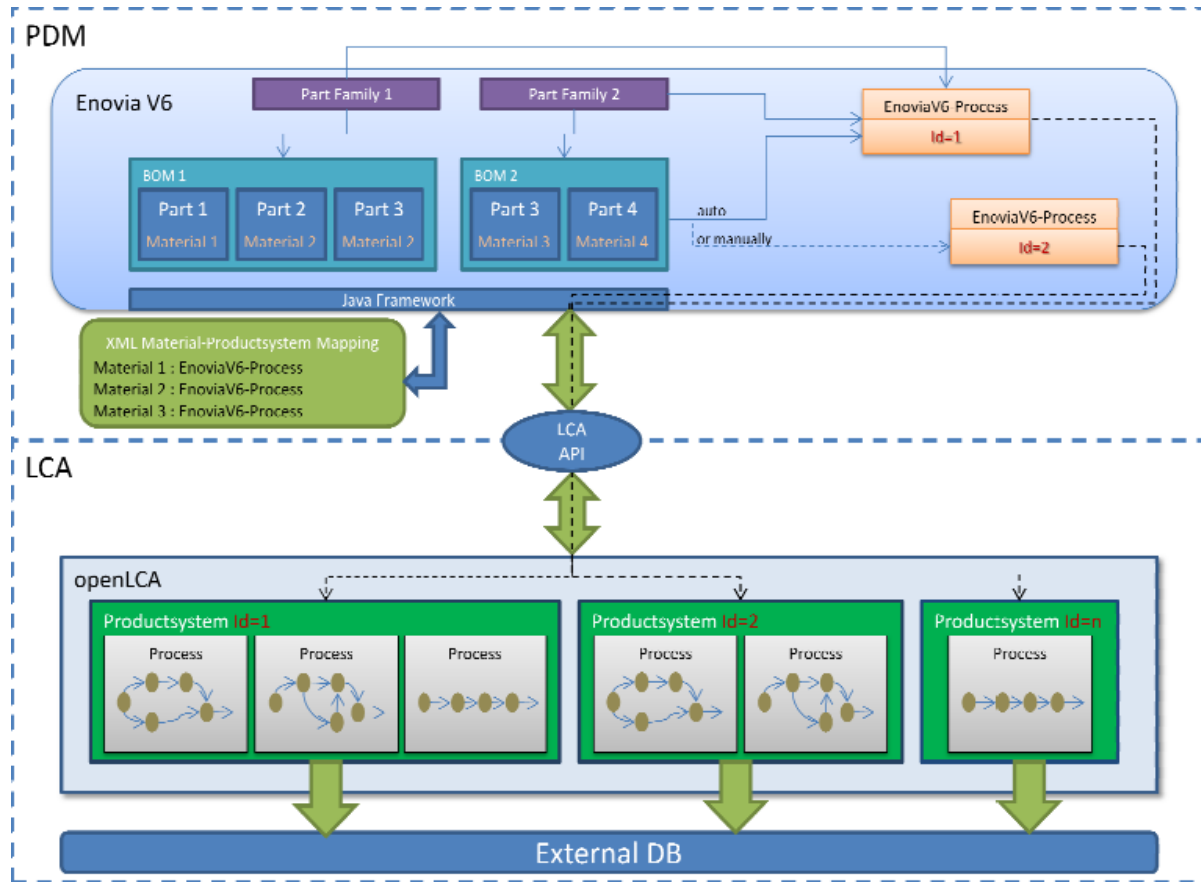 PDM
Enovia V6
Part Family 1
Part Family 2
EnoviaV6-Process
Id=1
BOM 1
Part 1
Material 1
Part 2
Material 2
Part 3
Material 2
BOM 2
Part 3
Material 3
Part 4
Material 4
auto
or manually
EnoviaV6-Process
Id=2
Java Framework
XML Material-Productsystem Mapping
Material 1 : EnoviaV6-Process
Material 2 : EnoviaV6-Process
Material 3 : EnoviaV6-Process
LCA
API
LCA
openLCA
Productsystem Id=1
Process
Process
Process
Productsystem Id=2
Process
Process
Productsystem Id=n
Process
External DB